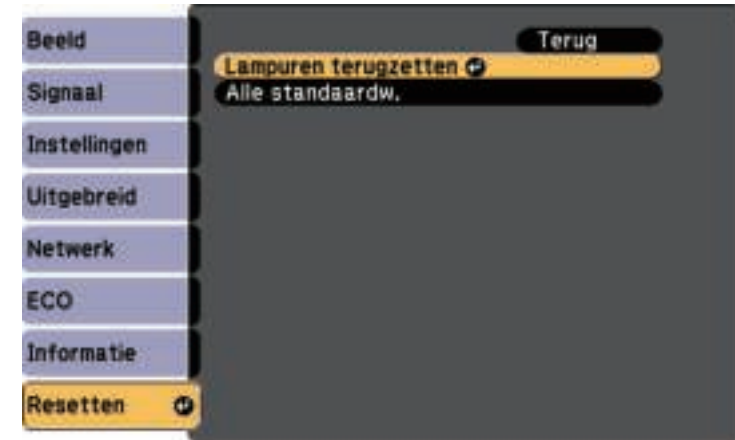 Beeld
Signaal
Instellingen
Uitgebreid
Netwerk
ECO
Informatie
Resetten
Terug
Lampuren terugzetten
Alle standaardw.